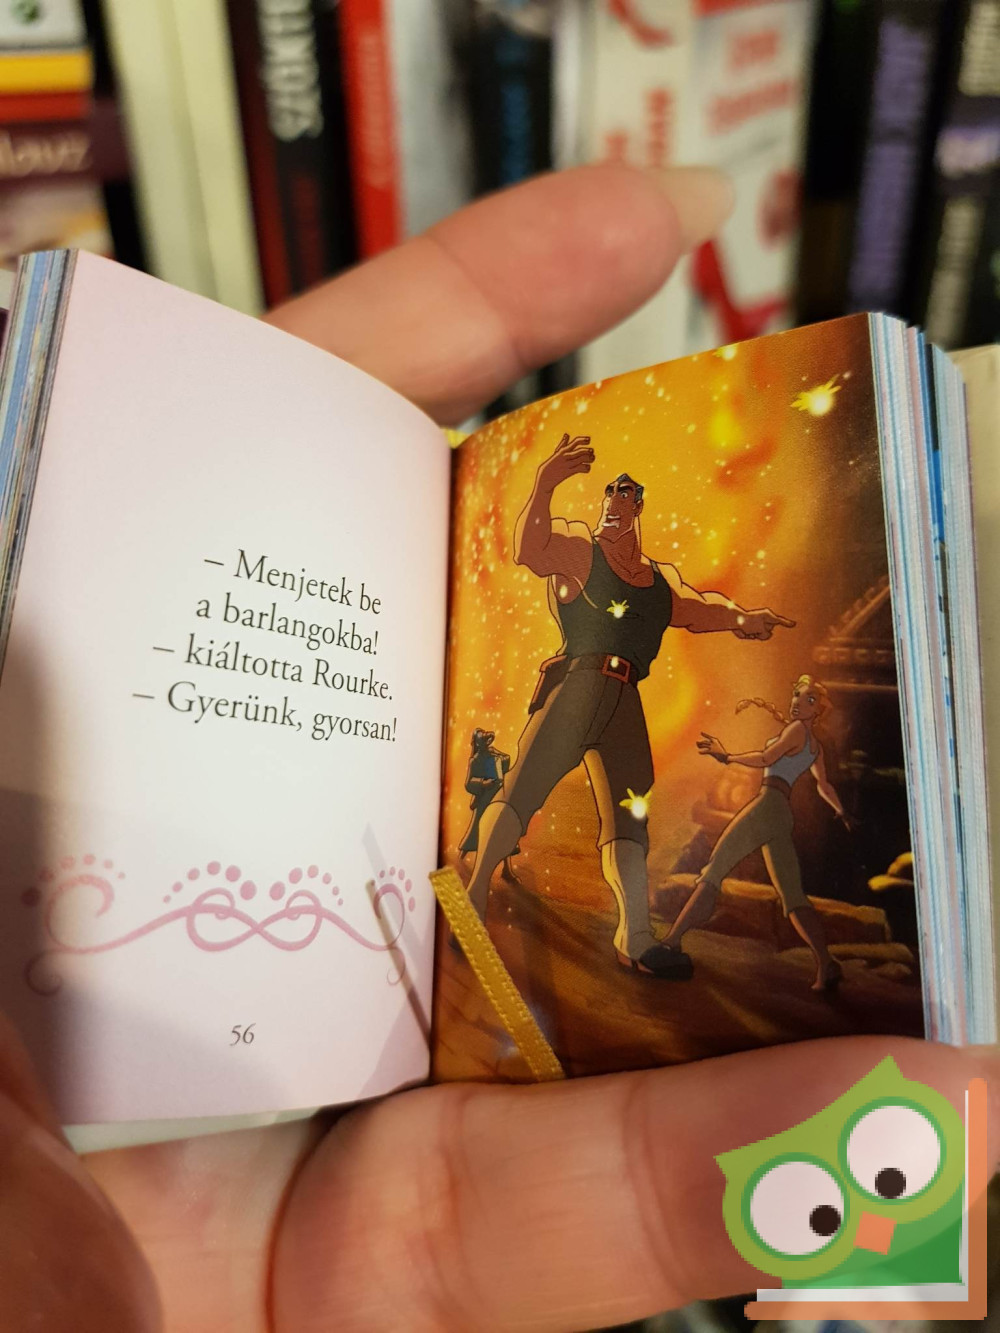 – Menjetek be
a barlangokba!
– kiáltotta Rourke.
– Gyerünk, gyorsan!
56